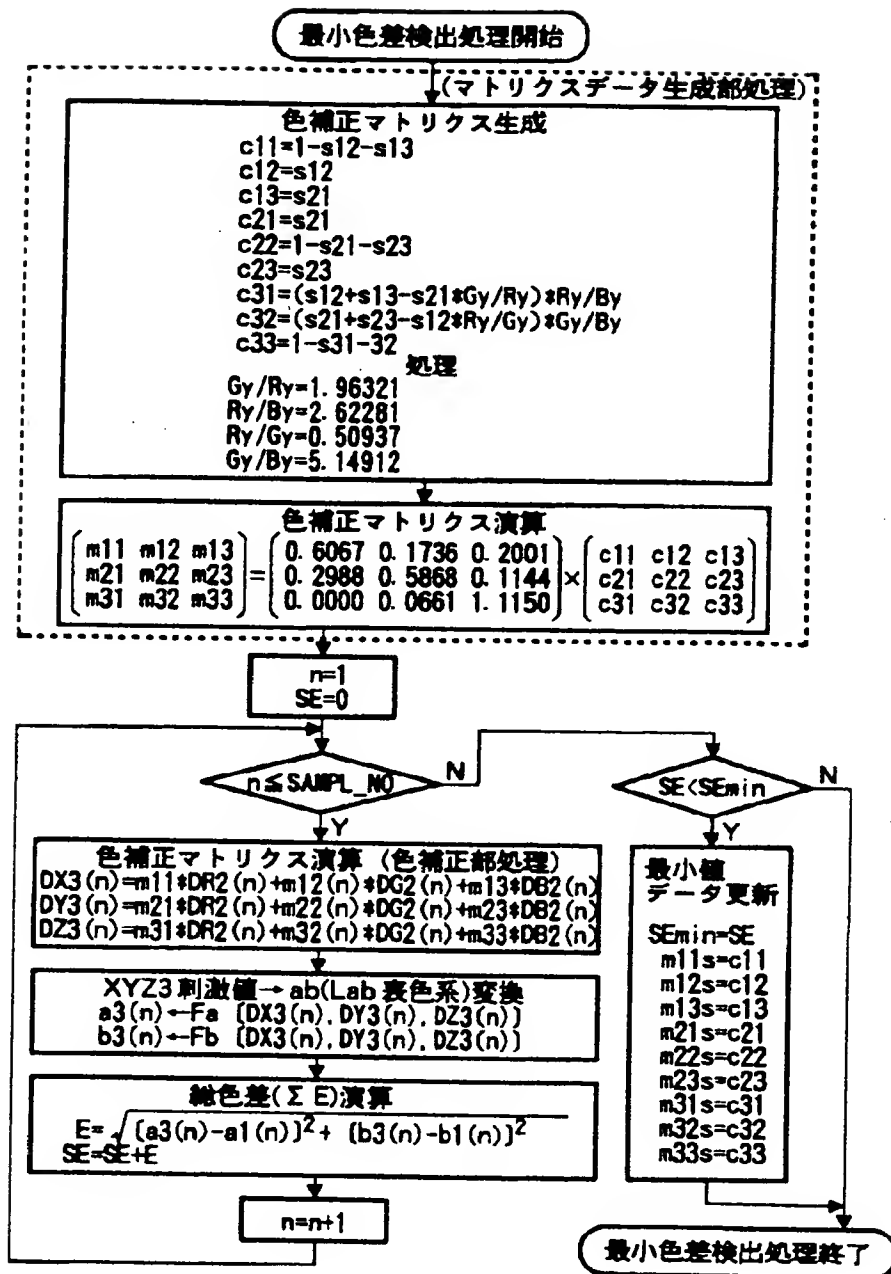 最小色差検出処理開始
(マトリクスデータ生成部処理)
色補正マトリクス生成
c11=1-s12-s13
c12=s12
c13=s21
c21=s21
c22=1-s21-s23
c23=s23
c31=(s12+s13-s21*Gy/Ry)*Ry/By
c32=(s21+s23-s12*Ry/Gy)*Gy/By
c33=1-s31-32
処理
Gy/Ry=1.96321
Ry/By=2.62281
Ry/Gy=0.50937
Gy/By=5.14912
色補正マトリクス演算
(m11 m12 m13) (0.6067 0.1736 0.2001) (c11 c12 c13)
(m21 m22 m23)=(0.2988 0.5868 0.1144)×(c21 c22 c23)
(m31 m32 m33) (0.0000 0.0661 1.1150) (c31 c32 c33)
n=1
SE=0
n≦SAMPL_NO
N
Y
色補正マトリクス演算 (色補正部処理)
DX3(n)=m11*DR2(n)+m12(n)*DG2(n)+m13*DB2(n)
DY3(n)=m21*DR2(n)+m22(n)*DG2(n)+m23*DB2(n)
DZ3(n)=m31*DR2(n)+m32(n)*DG2(n)+m33*DB2(n)
XYZ3刺激値→ab(Lab表色系)変換
a3(n)←Fa [DX3(n),DY3(n),DZ3(n)]
b3(n)←Fb [DX3(n),DY3(n),DZ3(n)]
総色差(ΣE)演算
E=√[a3(n)-a1(n)]²+ [b3(n)-b1(n)]²
SE=SE+E
n=n+1
SE<SEmin
N
Y
最小値
データ更新
SEmin=SE
m11s=c11
m12s=c12
m13s=c13
m21s=c21
m22s=c22
m23s=c23
m31s=c31
m32s=c32
m33s=c33
最小色差検出処理終了